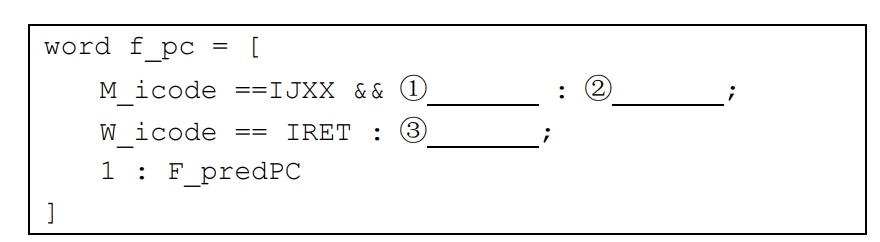 word f_pc = [
M_icode ==IJXX && ①_______ : ②_______;
W_icode == IRET : ③_______;
1 : F_predPC
]